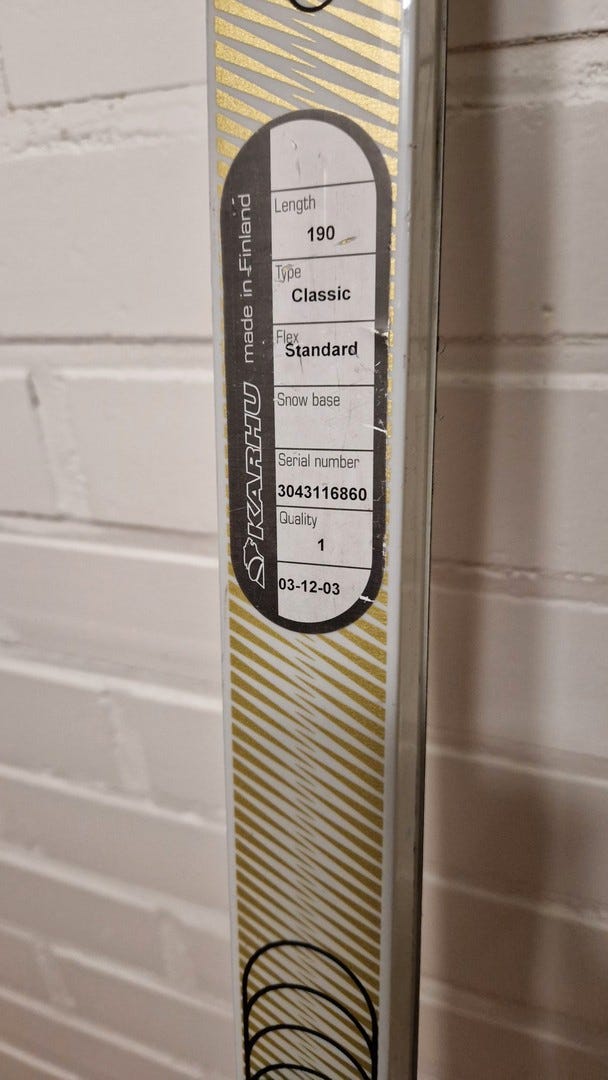 KARHU made in Finland
Length
190
Type
Classic
Flex
Standard
Snow base
Serial number
3043116860
Quality
1
03-12-03